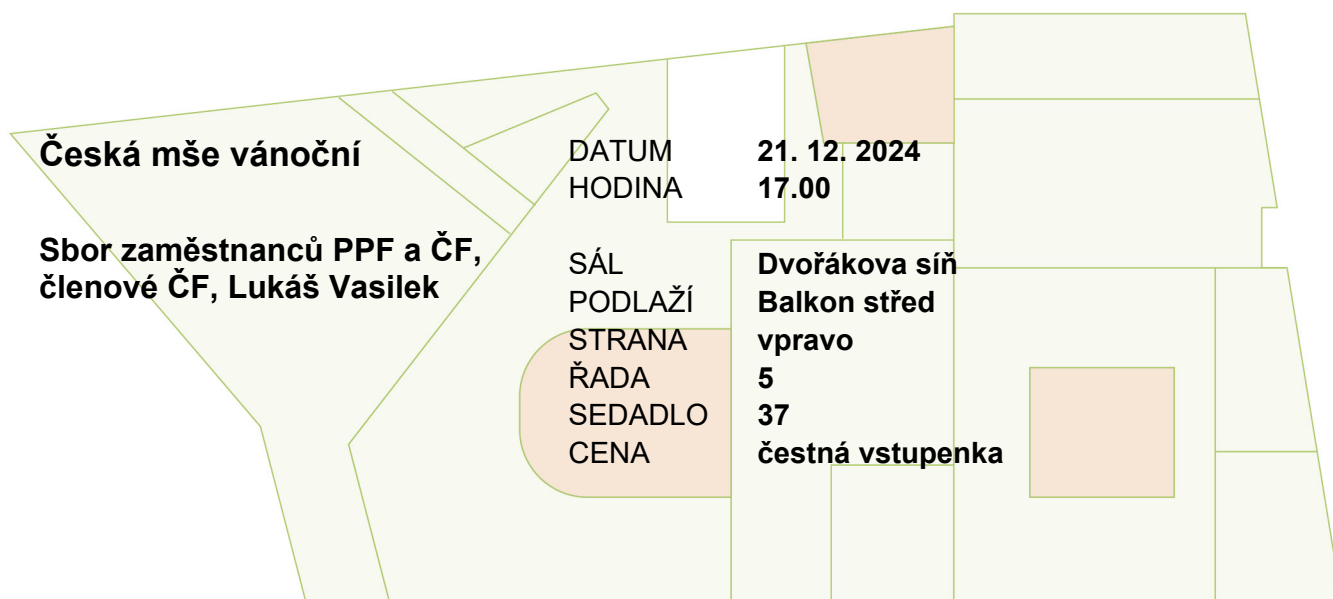 Česká mše vánoční
Sbor zaměstnanců PPF a ČF,
členové ČF, Lukáš Vasilek
DATUM 21. 12. 2024
HODINA 17.00
SÁL Dvořákova síň
PODLAŽÍ Balkon střed
STRANA vpravo
ŘADA 5
SEDADLO 37
CENA čestná vstupenka